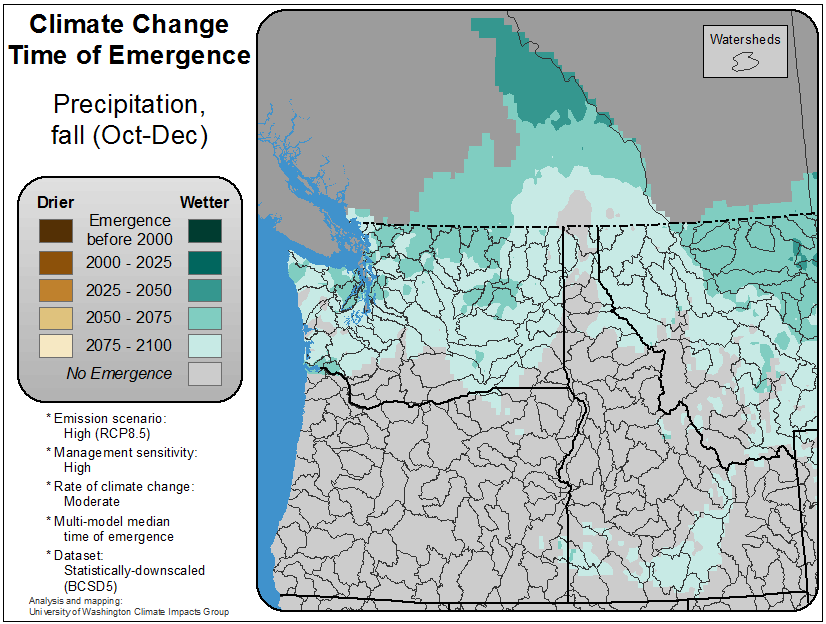 Climate Change
Time of Emergence
Precipitation,
fall (Oct-Dec)
Watersheds
Drier
Wetter
Emergence
before 2000
2000 - 2025
2025 - 2050
2050 - 2075
2075 - 2100
No Emergence
* Emission scenario:
High (RCP8.5)
* Management sensitivity:
High
* Rate of climate change:
Moderate
* Multi-model median
time of emergence
* Dataset:
Statistically-downscaled
(BCSD5)
Analysis and mapping:
University of Washington Climate Impacts Group